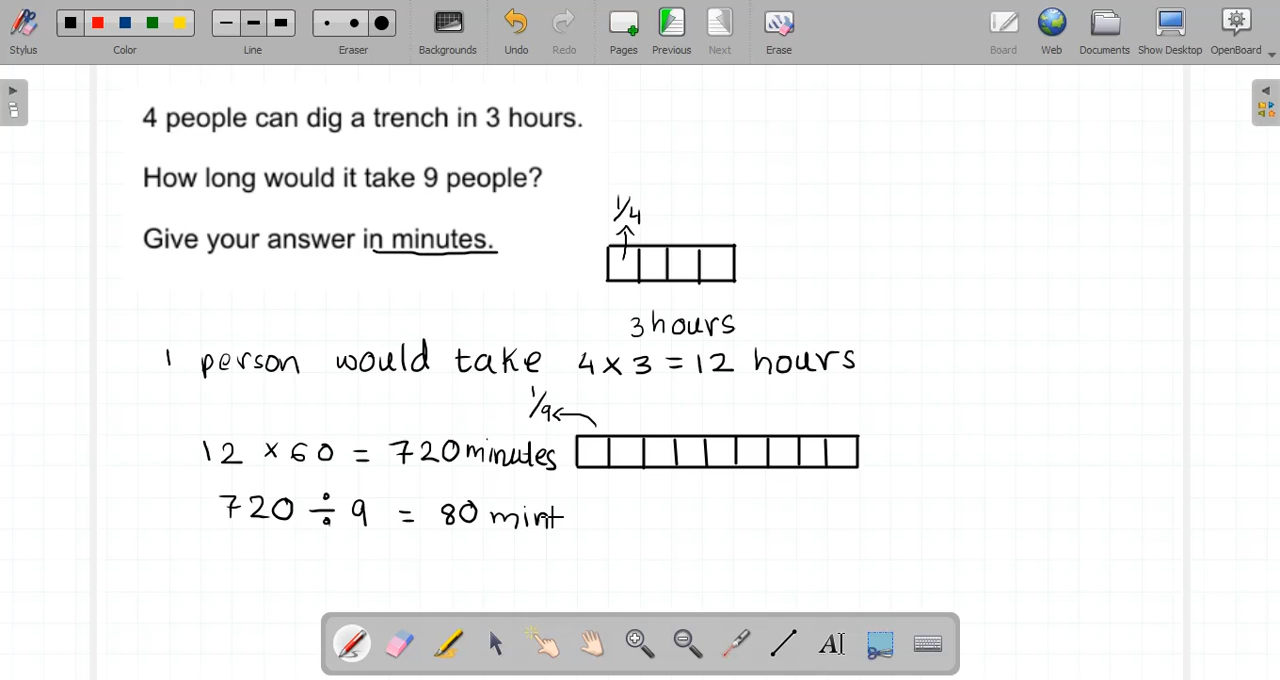 Stylus Color Line Eraser Backgrounds Undo Redo Pages Previous Next Erase Board Web Documents Show Desktop OpenBoard
4 people can dig a trench in 3 hours.
How long would it take 9 people?
1/4
Give your answer in minutes.
3 hours
1 person would take 4 x 3 = 12 hours
1/9
12 x 60 = 720 minutes
720 ÷ 9 = 80 mint
AI